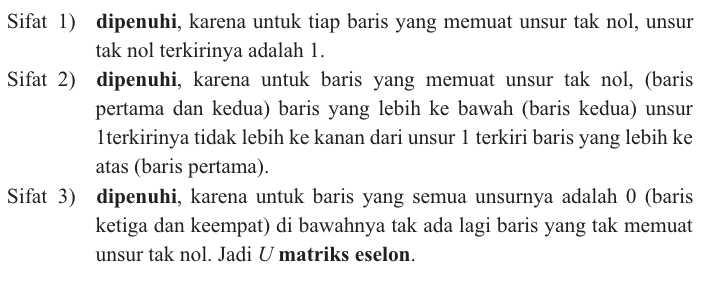 Sifat 1) dipenuhi, karena untuk tiap baris yang memuat unsur tak nol, unsur
tak nol terkirinya adalah 1.
Sifat 2) dipenuhi, karena untuk baris yang memuat unsur tak nol, (baris
pertama dan kedua) baris yang lebih ke bawah (baris kedua) unsur
1terkirinya tidak lebih ke kanan dari unsur 1 terkiri baris yang lebih ke
atas (baris pertama).
Sifat 3) dipenuhi, karena untuk baris yang semua unsurnya adalah 0 (baris
ketiga dan keempat) di bawahnya tak ada lagi baris yang tak memuat
unsur tak nol. Jadi U matriks eselon.